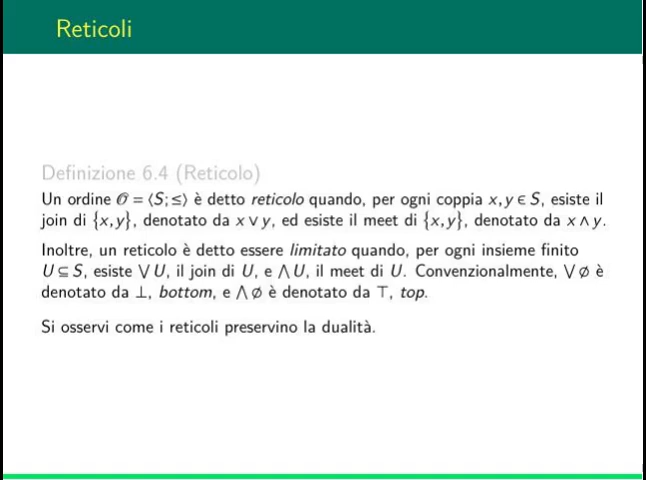 Reticoli
Definizione 6.4 (Reticolo)
Un ordine 𝒪 = ⟨S; ≤⟩ è detto reticolo quando, per ogni coppia x, y ∈ S, esiste il
join di {x, y}, denotato da x ∨ y, ed esiste il meet di {x, y}, denotato da x ∧ y.
Inoltre, un reticolo è detto essere limitato quando, per ogni insieme finito
U ⊆ S, esiste ⋁ U, il join di U, e ⋀ U, il meet di U. Convenzionalmente, ⋁ ∅ è
denotato da ⊥, bottom, e ⋀ ∅ è denotato da ⊤, top.
Si osservi come i reticoli preservino la dualità.